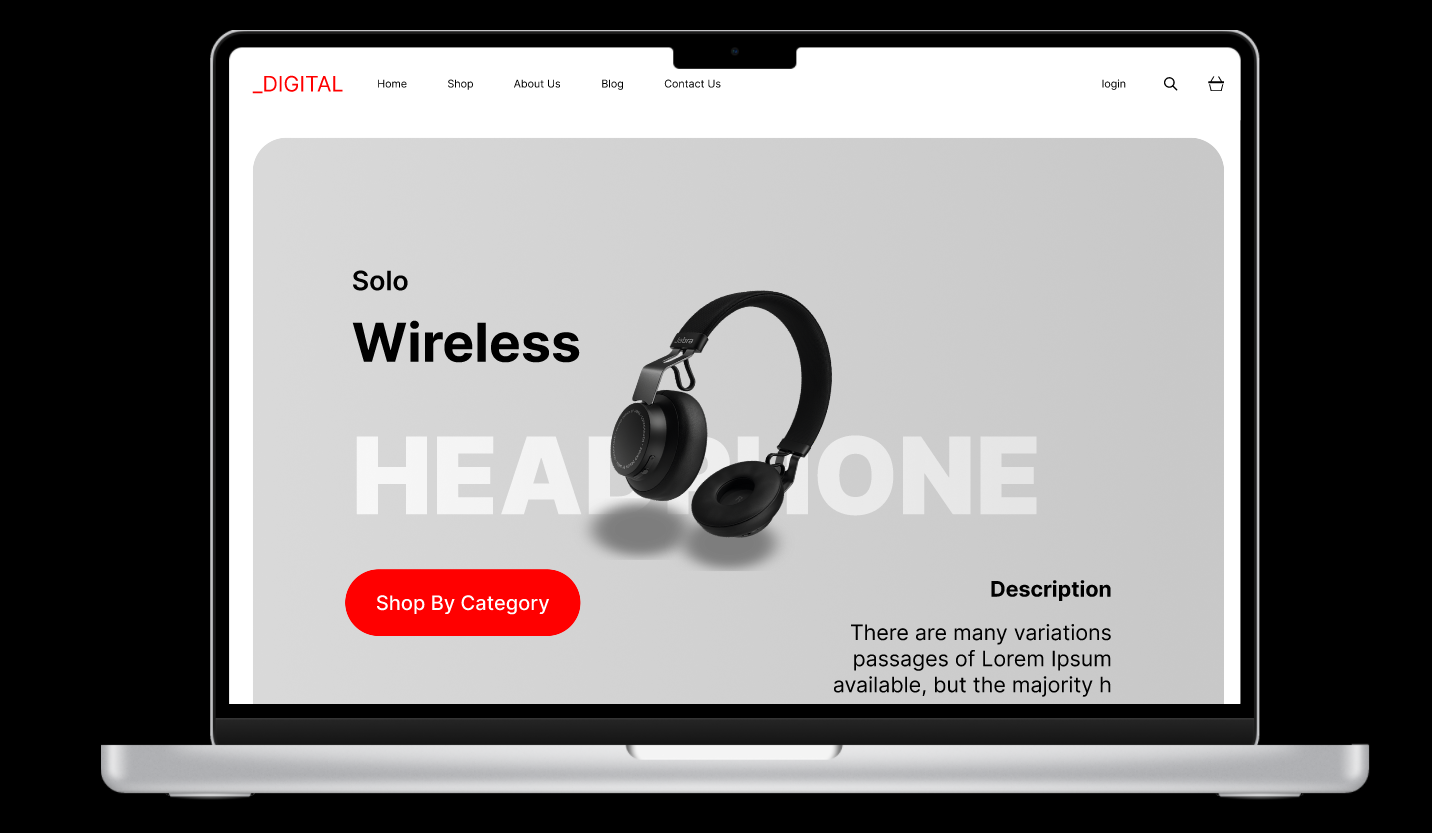 _DIGITAL
Home
Shop
About Us
Blog
Contact Us
login
Solo
Wireless
HEADPHONE
Jabra
Shop By Category
Description
There are many variations
passages of Lorem Ipsum
available, but the majority h